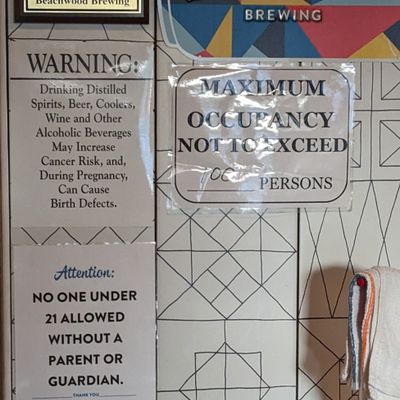 Beachwood Brewing
BREWING
WARNING:
Drinking Distilled
Spirits, Beer, Coolers,
Wine and Other
Alcoholic Beverages
May Increase
Cancer Risk, and,
During Pregnancy,
Can Cause
Birth Defects.
MAXIMUM
OCCUPANCY
NOT TO EXCEED
PERSONS
Attention:
NO ONE UNDER
21 ALLOWED
WITHOUT A
PARENT OR
GUARDIAN.
THANK YOU